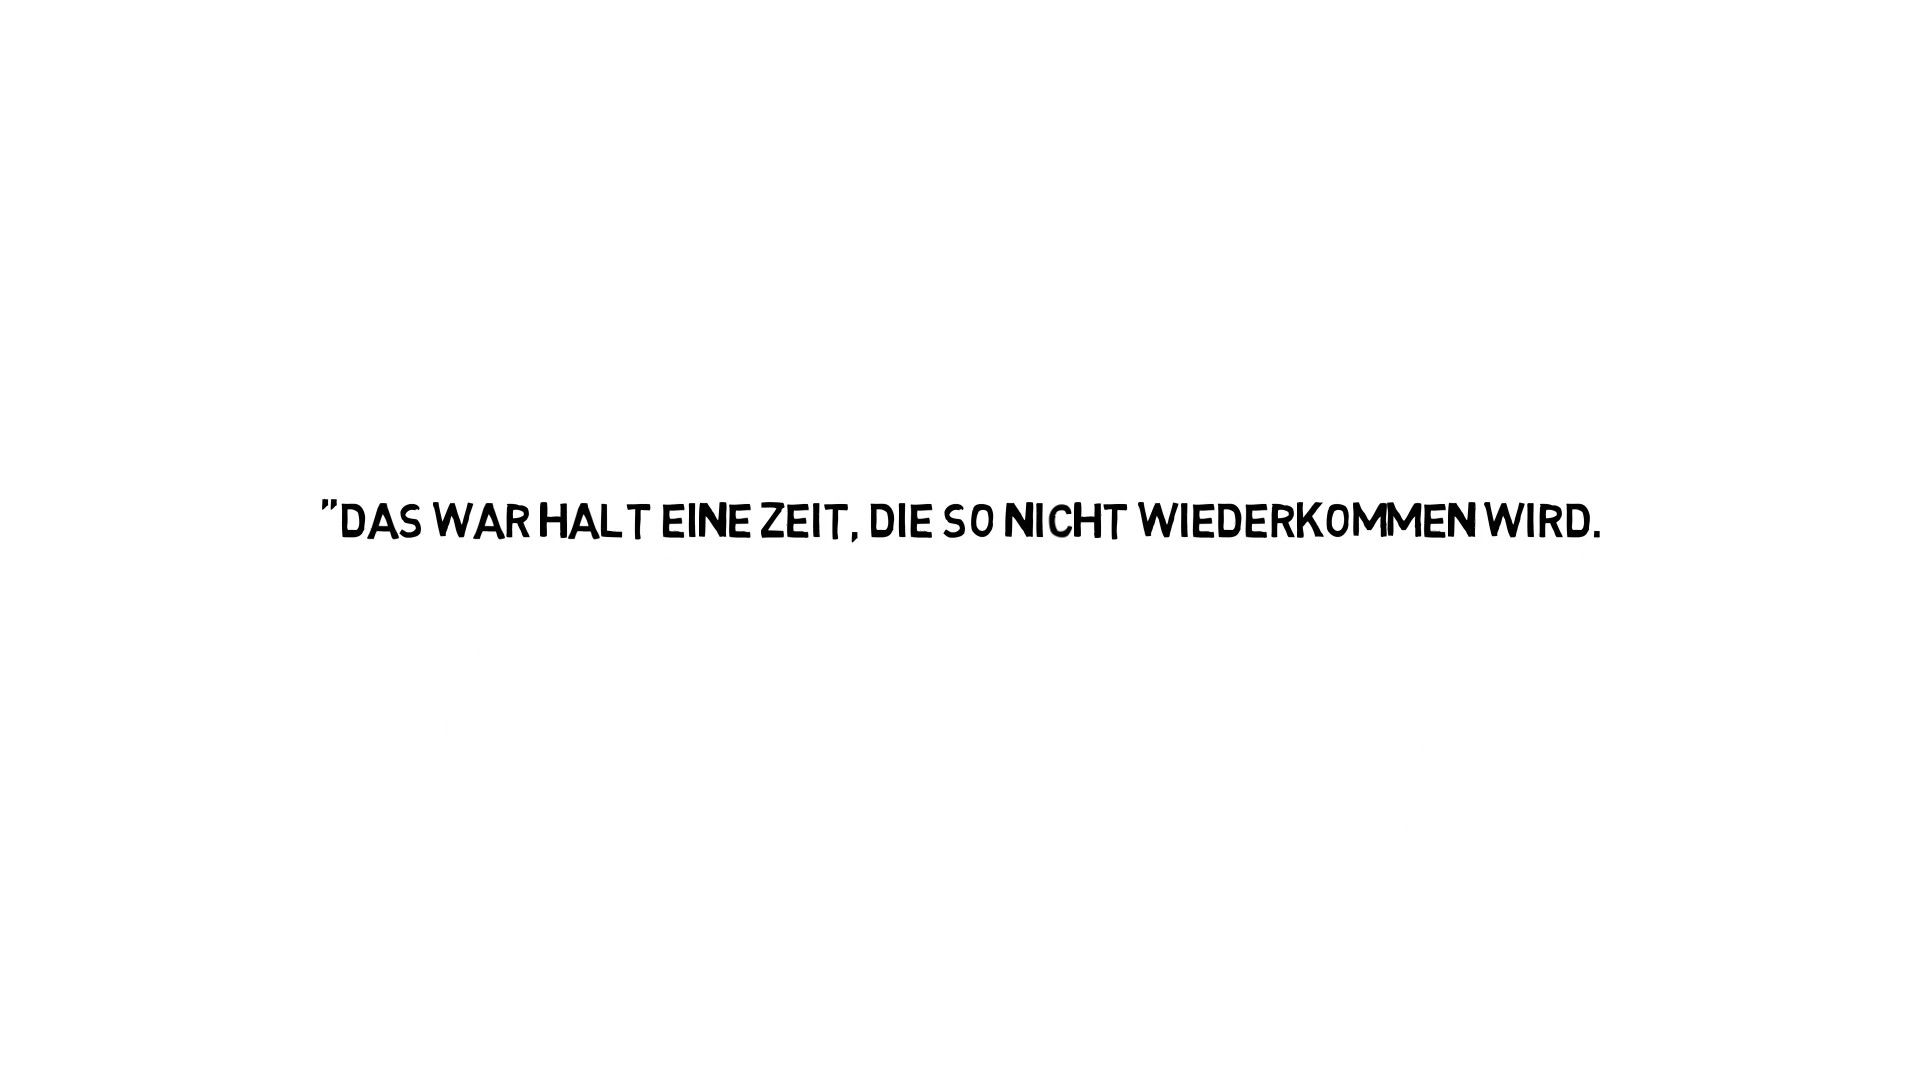 "DAS WAR HALT EINE ZEIT, DIE SO NICHT WIEDERKOMMEN WIRD.